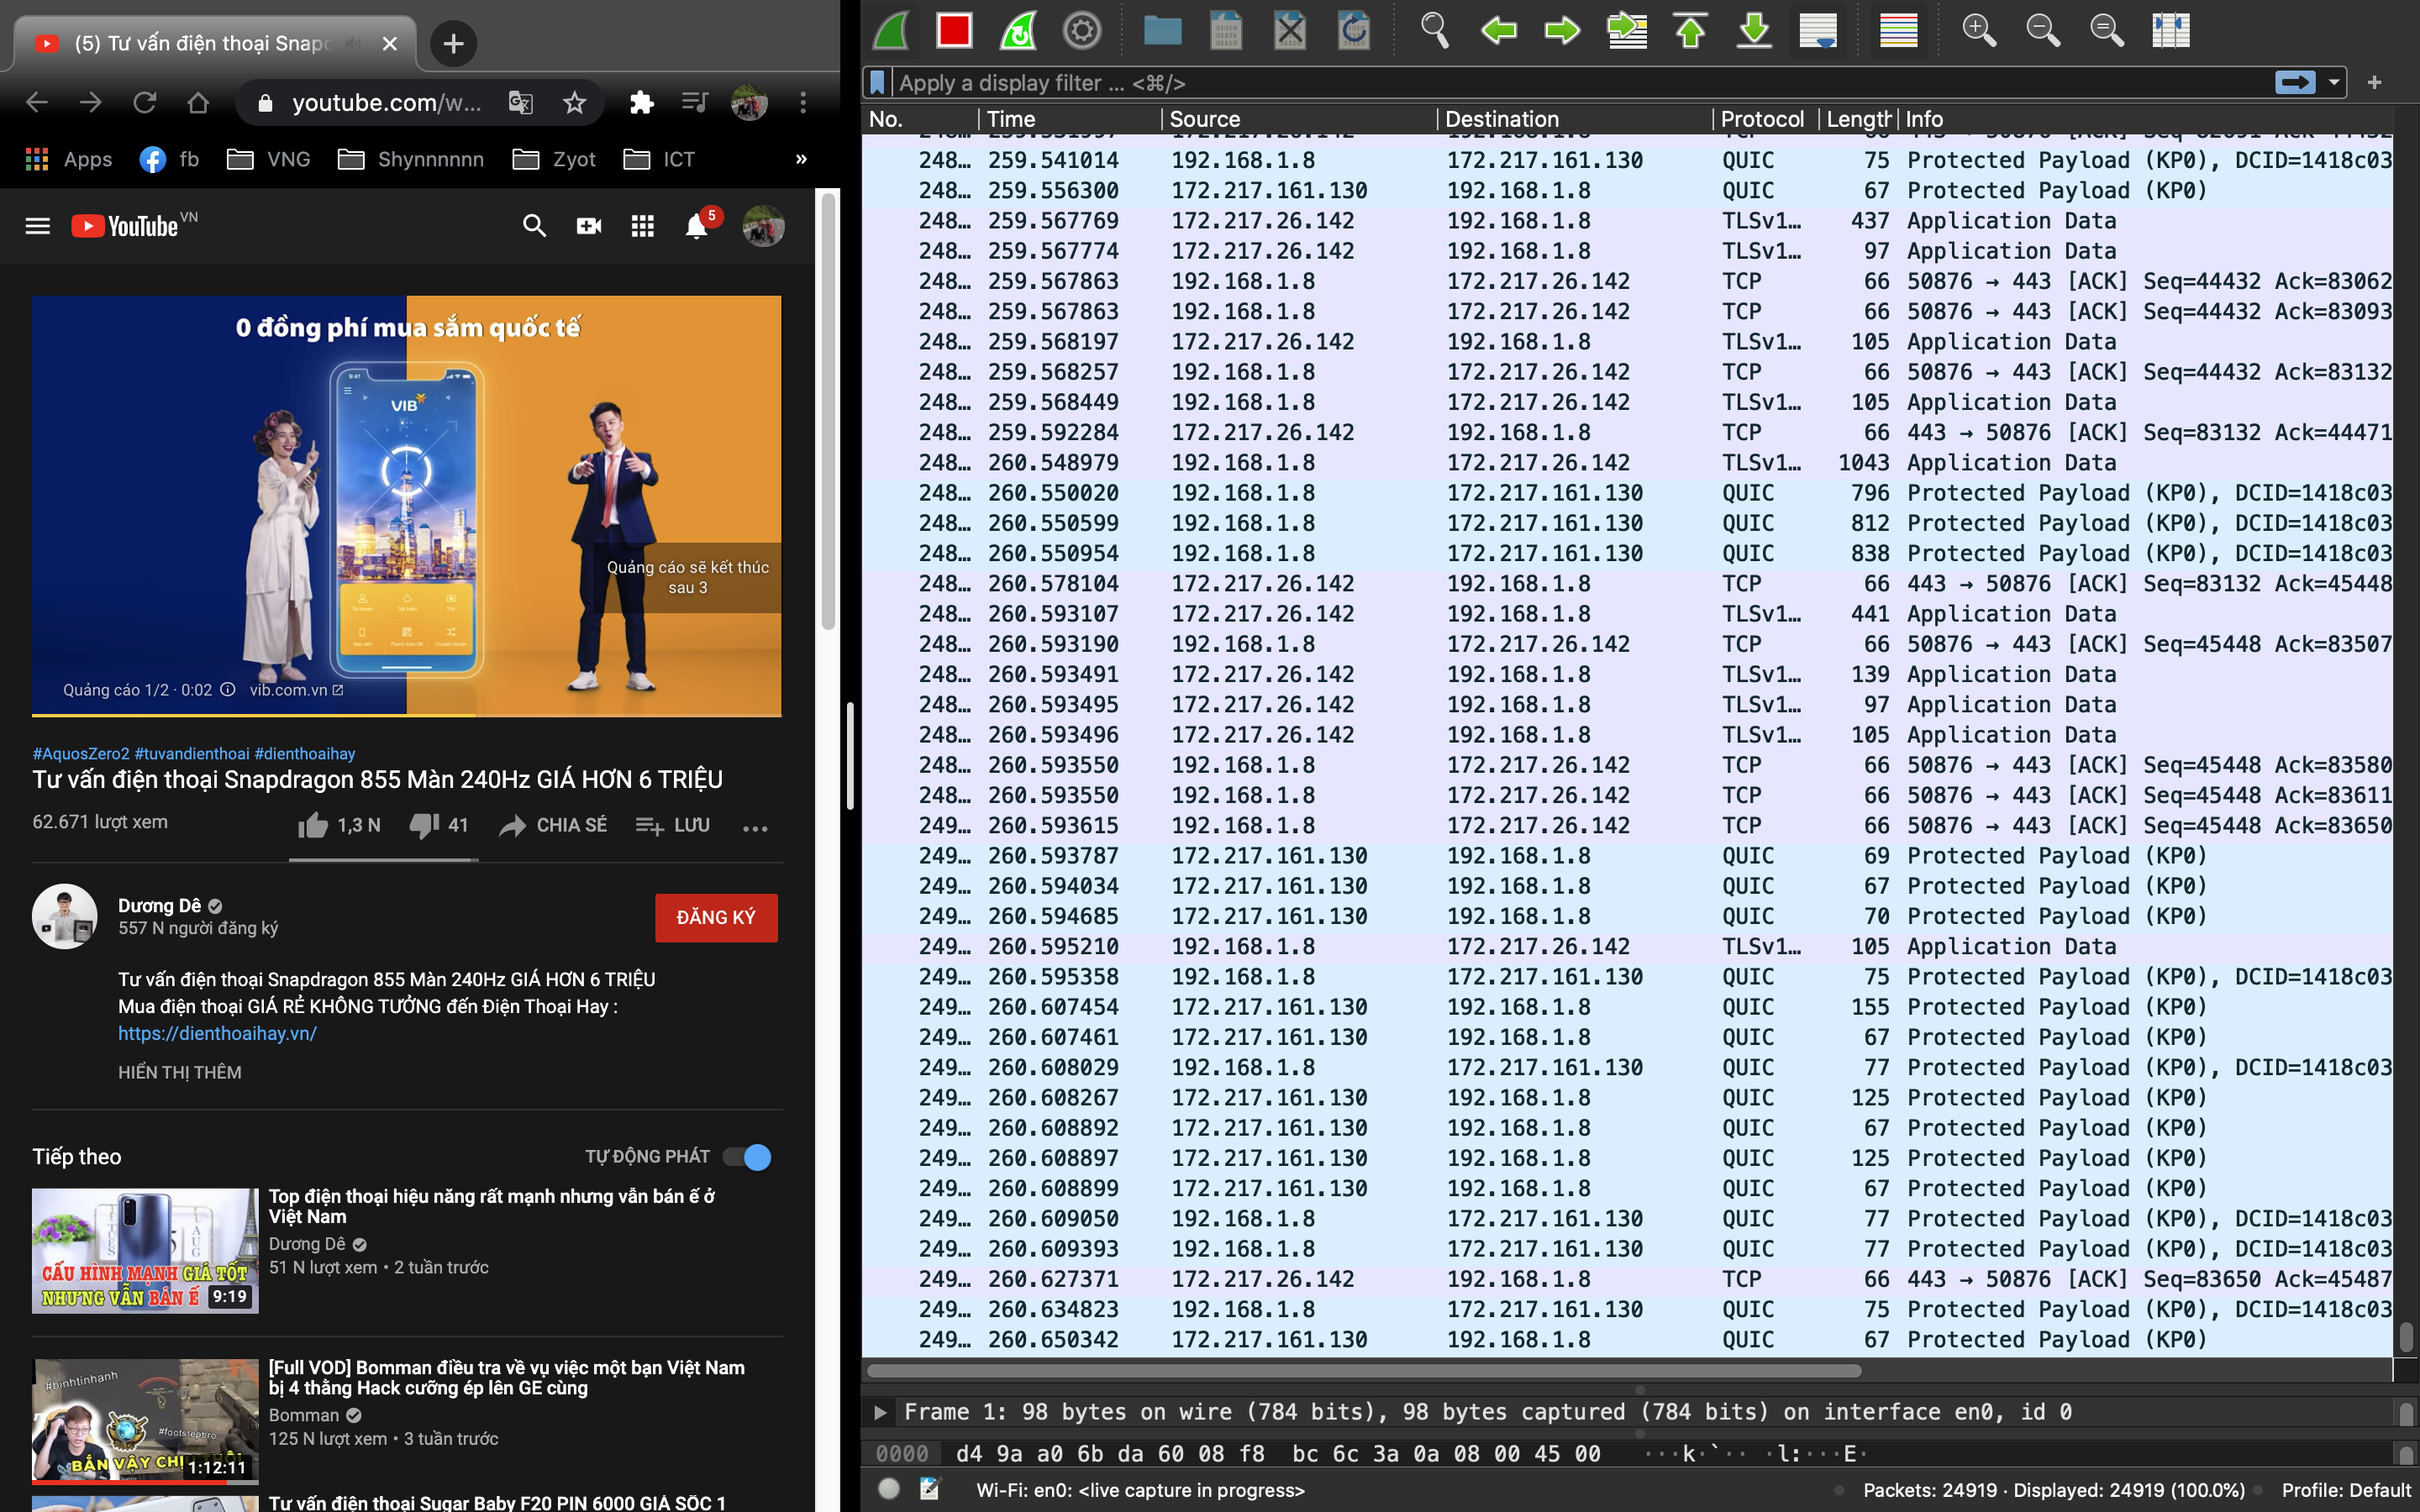 (5) Tư vấn điện thoại Snap
youtube.com/w...
Apps fb VNG Shynnnnnn Zyot ICT »
YouTube VN
5
0 đồng phí mua sắm quốc tế
9:41
VIB
Quảng cáo sẽ kết thúc
sau 3
Quảng cáo 1/2 · 0:02 vib.com.vn
#AquosZero2 #tuvandienthoai #dienthoaihay
Tư vấn điện thoại Snapdragon 855 Màn 240Hz GIÁ HƠN 6 TRIỆU
62.671 lượt xem 1,3 N 41 CHIA SẺ LƯU
Dương Dê
557 N người đăng ký
ĐĂNG KÝ
Tư vấn điện thoại Snapdragon 855 Màn 240Hz GIÁ HƠN 6 TRIỆU
Mua điện thoại GIÁ RẺ KHÔNG TƯỞNG đến Điện Thoại Hay :
https://dienthoaihay.vn/
HIỂN THỊ THÊM
Tiếp theo TỰ ĐỘNG PHÁT
CẤU HÌNH MẠNH GIÁ TỐT
NHƯNG VẪN BÁN Ế
9:19
Top điện thoại hiệu năng rất mạnh nhưng vẫn bán ế ở
Việt Nam
Dương Dê
51 N lượt xem • 2 tuần trước
#binhtinhanh
#footstepbro
1:12:11
[Full VOD] Bomman điều tra về vụ việc một bạn Việt Nam
bị 4 thằng Hack cưỡng ép lên GE cùng
Bomman
125 N lượt xem • 3 tuần trước
Tư vấn điện thoại Sugar Baby F20 PIN 6000 GIÁ SỐC 1
Apply a display filter ... <⌘/>
No. Time Source Destination Protocol Length Info
248… 259.541014 192.168.1.8 172.217.161.130 QUIC 75 Protected Payload (KP0), DCID=1418c03
248… 259.556300 172.217.161.130 192.168.1.8 QUIC 67 Protected Payload (KP0)
248… 259.567769 172.217.26.142 192.168.1.8 TLSv1… 437 Application Data
248… 259.567774 172.217.26.142 192.168.1.8 TLSv1… 97 Application Data
248… 259.567863 192.168.1.8 172.217.26.142 TCP 66 50876 → 443 [ACK] Seq=44432 Ack=83062
248… 259.567863 192.168.1.8 172.217.26.142 TCP 66 50876 → 443 [ACK] Seq=44432 Ack=83093
248… 259.568197 172.217.26.142 192.168.1.8 TLSv1… 105 Application Data
248… 259.568257 192.168.1.8 172.217.26.142 TCP 66 50876 → 443 [ACK] Seq=44432 Ack=83132
248… 259.568449 192.168.1.8 172.217.26.142 TLSv1… 105 Application Data
248… 259.592284 172.217.26.142 192.168.1.8 TCP 66 443 → 50876 [ACK] Seq=83132 Ack=44471
248… 260.548979 192.168.1.8 172.217.26.142 TLSv1… 1043 Application Data
248… 260.550020 192.168.1.8 172.217.161.130 QUIC 796 Protected Payload (KP0), DCID=1418c03
248… 260.550599 192.168.1.8 172.217.161.130 QUIC 812 Protected Payload (KP0), DCID=1418c03
248… 260.550954 192.168.1.8 172.217.161.130 QUIC 838 Protected Payload (KP0), DCID=1418c03
248… 260.578104 172.217.26.142 192.168.1.8 TCP 66 443 → 50876 [ACK] Seq=83132 Ack=45448
248… 260.593107 172.217.26.142 192.168.1.8 TLSv1… 441 Application Data
248… 260.593190 192.168.1.8 172.217.26.142 TCP 66 50876 → 443 [ACK] Seq=45448 Ack=83507
248… 260.593491 172.217.26.142 192.168.1.8 TLSv1… 139 Application Data
248… 260.593495 172.217.26.142 192.168.1.8 TLSv1… 97 Application Data
248… 260.593496 172.217.26.142 192.168.1.8 TLSv1… 105 Application Data
248… 260.593550 192.168.1.8 172.217.26.142 TCP 66 50876 → 443 [ACK] Seq=45448 Ack=83580
248… 260.593550 192.168.1.8 172.217.26.142 TCP 66 50876 → 443 [ACK] Seq=45448 Ack=83611
249… 260.593615 192.168.1.8 172.217.26.142 TCP 66 50876 → 443 [ACK] Seq=45448 Ack=83650
249… 260.593787 172.217.161.130 192.168.1.8 QUIC 69 Protected Payload (KP0)
249… 260.594034 172.217.161.130 192.168.1.8 QUIC 67 Protected Payload (KP0)
249… 260.594685 172.217.161.130 192.168.1.8 QUIC 70 Protected Payload (KP0)
249… 260.595210 192.168.1.8 172.217.26.142 TLSv1… 105 Application Data
249… 260.595358 192.168.1.8 172.217.161.130 QUIC 75 Protected Payload (KP0), DCID=1418c03
249… 260.607454 172.217.161.130 192.168.1.8 QUIC 155 Protected Payload (KP0)
249… 260.607461 172.217.161.130 192.168.1.8 QUIC 67 Protected Payload (KP0)
249… 260.608029 192.168.1.8 172.217.161.130 QUIC 77 Protected Payload (KP0), DCID=1418c03
249… 260.608267 172.217.161.130 192.168.1.8 QUIC 125 Protected Payload (KP0)
249… 260.608892 172.217.161.130 192.168.1.8 QUIC 67 Protected Payload (KP0)
249… 260.608897 172.217.161.130 192.168.1.8 QUIC 125 Protected Payload (KP0)
249… 260.608899 172.217.161.130 192.168.1.8 QUIC 67 Protected Payload (KP0)
249… 260.609050 192.168.1.8 172.217.161.130 QUIC 77 Protected Payload (KP0), DCID=1418c03
249… 260.609393 192.168.1.8 172.217.161.130 QUIC 77 Protected Payload (KP0), DCID=1418c03
249… 260.627371 172.217.26.142 192.168.1.8 TCP 66 443 → 50876 [ACK] Seq=83650 Ack=45487
249… 260.634823 192.168.1.8 172.217.161.130 QUIC 75 Protected Payload (KP0), DCID=1418c03
249… 260.650342 172.217.161.130 192.168.1.8 QUIC 67 Protected Payload (KP0)
Frame 1: 98 bytes on wire (784 bits), 98 bytes captured (784 bits) on interface en0, id 0
0000 d4 9a a0 6b da 60 08 f8 bc 6c 3a 0a 08 00 45 00 ···k·`·· ·l:···E·
Wi-Fi: en0: <live capture in progress> Packets: 24919 · Displayed: 24919 (100.0%) Profile: Default